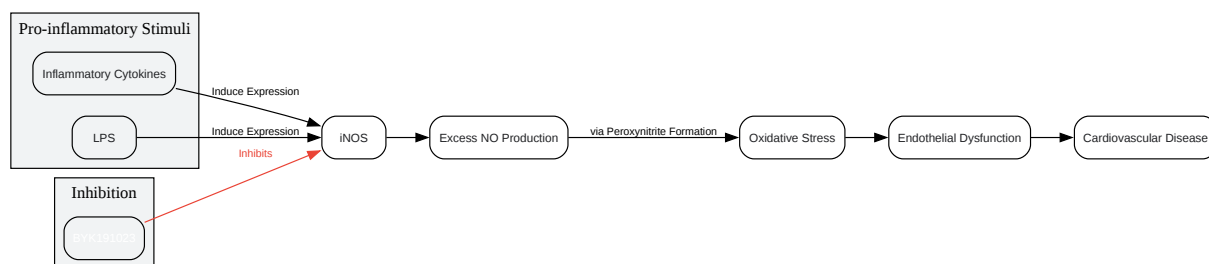 Pro-inflammatory Stimuli
Inflammatory Cytokines
LPS
Induce Expression
Induce Expression
Inhibits
Inhibition
BYK191023
iNOS
Excess NO Production
via Peroxynitrite Formation
Oxidative Stress
Endothelial Dysfunction
Cardiovascular Disease